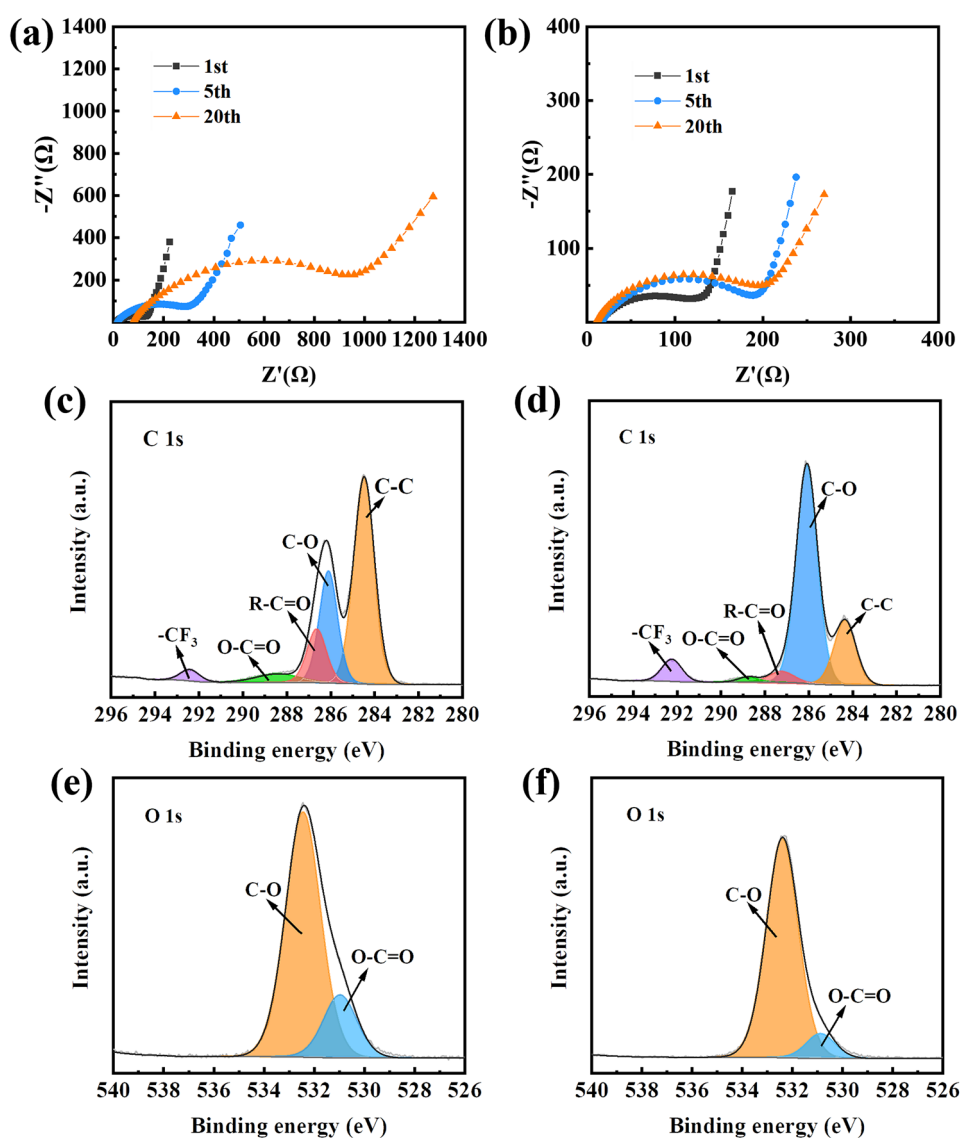 (a)
1st
5th
20th
-Z''(Ω)
1400
1200
1000
800
600
400
200
0 200 400 600 800 1000 1200 1400
Z'(Ω)
(b)
1st
5th
20th
-Z''(Ω)
400
350
300
250
200
150
100
50
0 100 200 300 400
Z'(Ω)
(c)
C 1s
C-C
C-O
R-C=O
O-C=O
-CF3
Intensity (a.u.)
296 294 292 290 288 286 284 282 280
Binding energy (eV)
(d)
C 1s
C-O
C-C
R-C=O
O-C=O
-CF3
Intensity (a.u.)
296 294 292 290 288 286 284 282 280
Binding energy (eV)
(e)
O 1s
C-O
O-C=O
Intensity (a.u.)
540 538 536 534 532 530 528 526
Binding energy (eV)
(f)
O 1s
C-O
O-C=O
Intensity (a.u.)
540 538 536 534 532 530 528 526
Binding energy (eV)